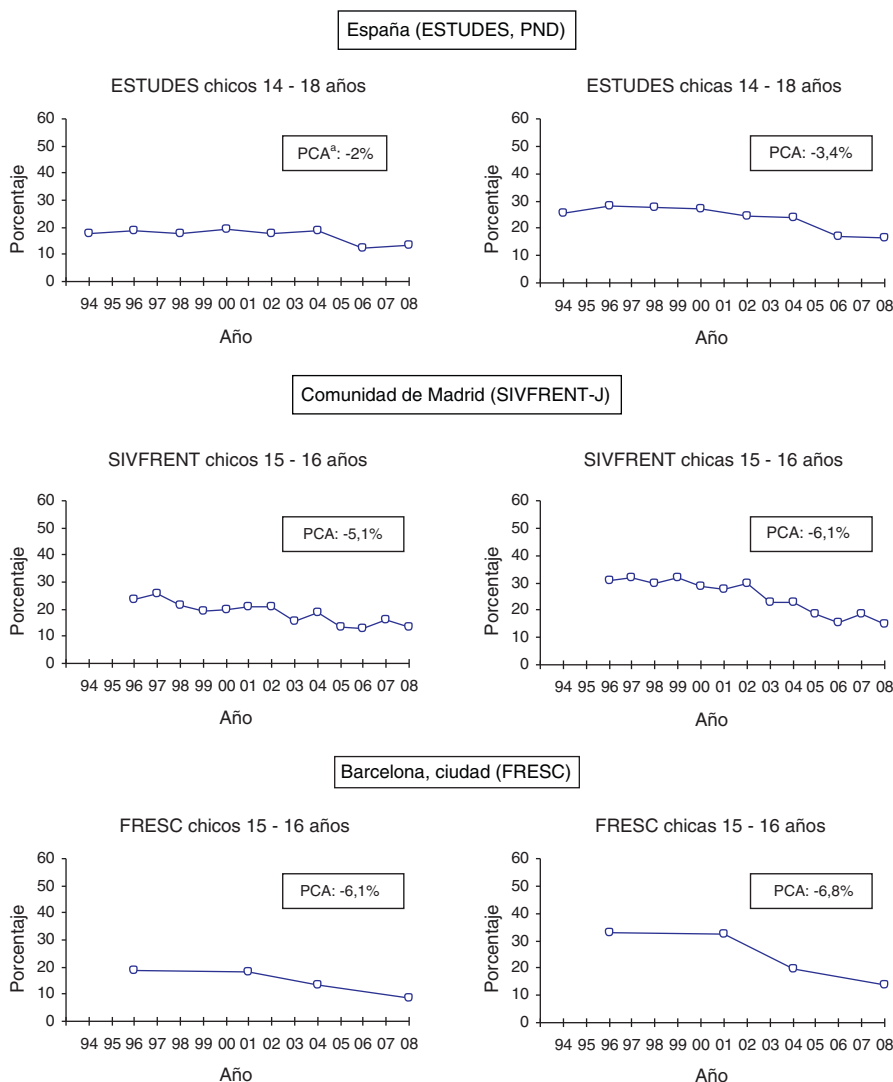 España (ESTUDES, PND)
ESTUDES chicos 14 - 18 años
60
50
40
30
20
10
0
Porcentaje
PCAa: -2%
94 95 96 97 98 99 00 01 02 03 04 05 06 07 08
Año
ESTUDES chicas 14 - 18 años
60
50
40
30
20
10
0
Porcentaje
PCA: -3,4%
94 95 96 97 98 99 00 01 02 03 04 05 06 07 08
Año
Comunidad de Madrid (SIVFRENT-J)
SIVFRENT chicos 15 - 16 años
60
50
40
30
20
10
0
Porcentaje
PCA: -5,1%
94 95 96 97 98 99 00 01 02 03 04 05 06 07 08
Año
SIVFRENT chicas 15 - 16 años
60
50
40
30
20
10
0
Porcentaje
PCA: -6,1%
94 95 96 97 98 99 00 01 02 03 04 05 06 07 08
Año
Barcelona, ciudad (FRESC)
FRESC chicos 15 - 16 años
60
50
40
30
20
10
0
Porcentaje
PCA: -6,1%
94 95 96 97 98 99 00 01 02 03 04 05 06 07 08
Año
FRESC chicas 15 - 16 años
60
50
40
30
20
10
0
Porcentaje
PCA: -6,8%
94 95 96 97 98 99 00 01 02 03 04 05 06 07 08
Año